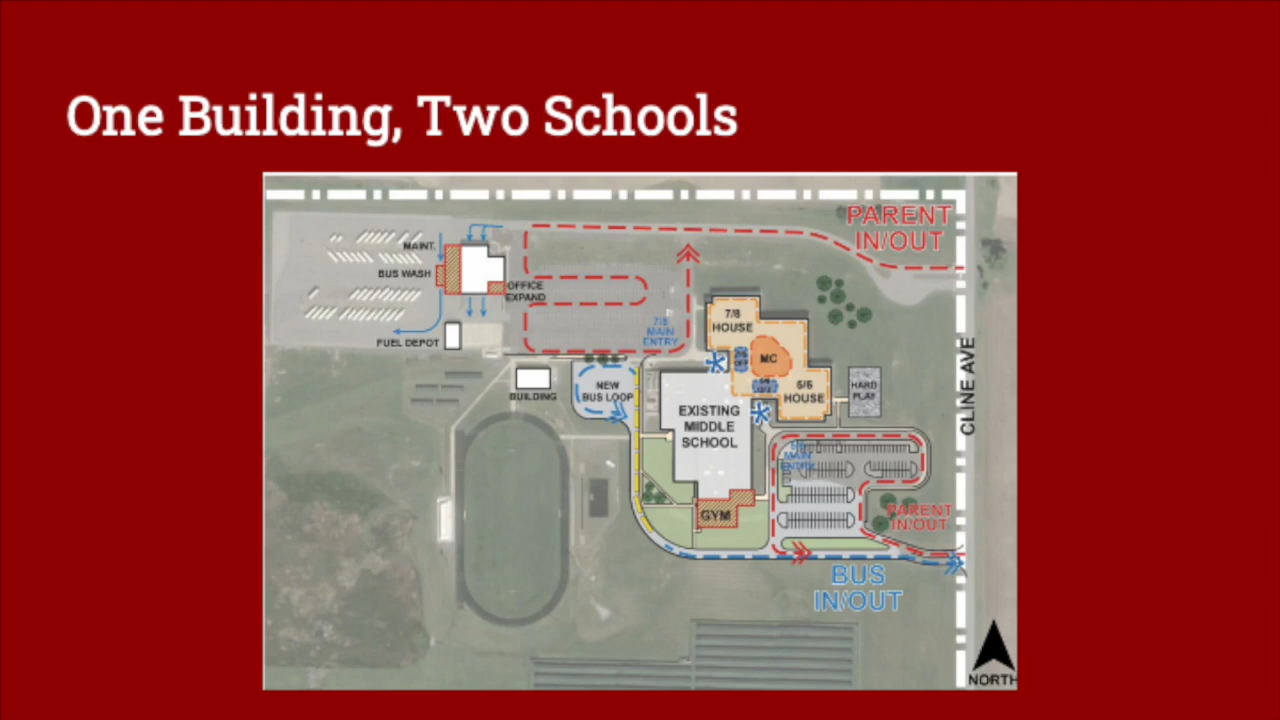 One Building, Two Schools
PARENT
IN/OUT
MAINT.
BUS WASH
OFFICE
EXPAND
FUEL DEPOT
7/8
MAIN
ENTRY
7/8
HOUSE
MC
5/6
HOUSE
HARD
PLAY
CLINE AVE
BUILDING
NEW
BUS LOOP
EXISTING
MIDDLE
SCHOOL
MAIN
ENTRY
GYM
PARENT
IN/OUT
BUS
IN/OUT
NORTH